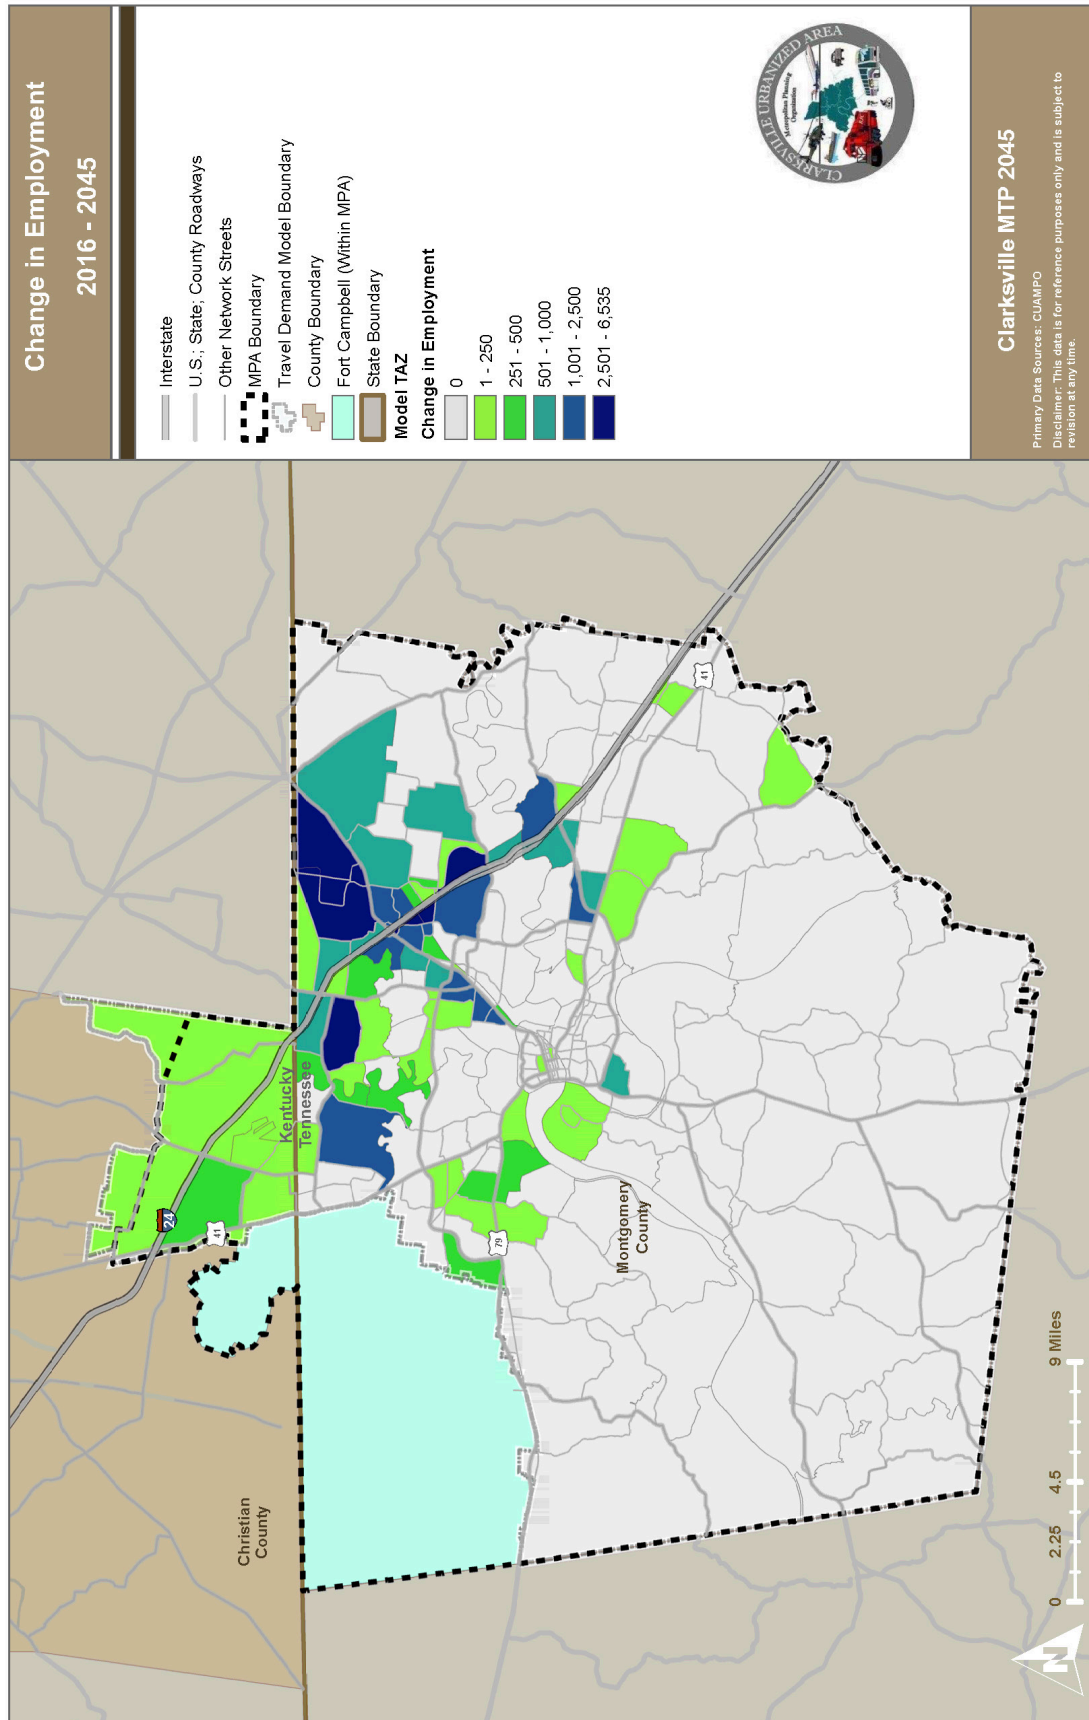 Change in Employment
2016 - 2045
Interstate
U.S.; State; County Roadways
Other Network Streets
MPA Boundary
Travel Demand Model Boundary
County Boundary
Fort Campbell (Within MPA)
State Boundary
Model TAZ
Change in Employment
0
1 - 250
251 - 500
501 - 1,000
1,001 - 2,500
2,501 - 6,535
CLARKSVILLE URBANIZED AREA
Metropolitan Planning
Organization
CLARKSVILLE
Clarksville MTP 2045
Primary Data Sources: CUAMPO
Disclaimer: This data is for reference purposes only and is subject to
revision at any time.
Christian
County
24
41
Kentucky
Tennessee
79
41
Montgomery
County
N
0
2.25
4.5
9 Miles